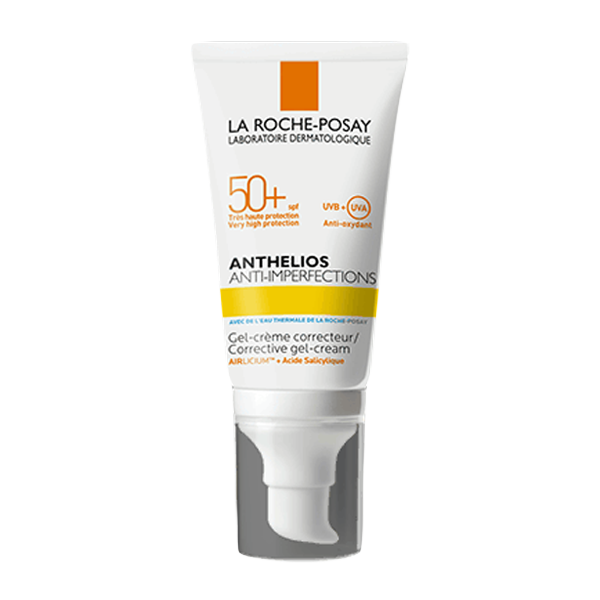 LA ROCHE-POSAY
LABORATOIRE DERMATOLOGIQUE
50+ spf
Très haute protection
Very high protection
UVB + UVA
Anti-oxydant
ANTHELIOS
ANTI-IMPERFECTIONS
AVEC DE L'EAU THERMALE DE LA ROCHE-POSAY
Gel-crème correcteur/
Corrective gel-cream
AIRLICIUM™ + Acide Salicylique